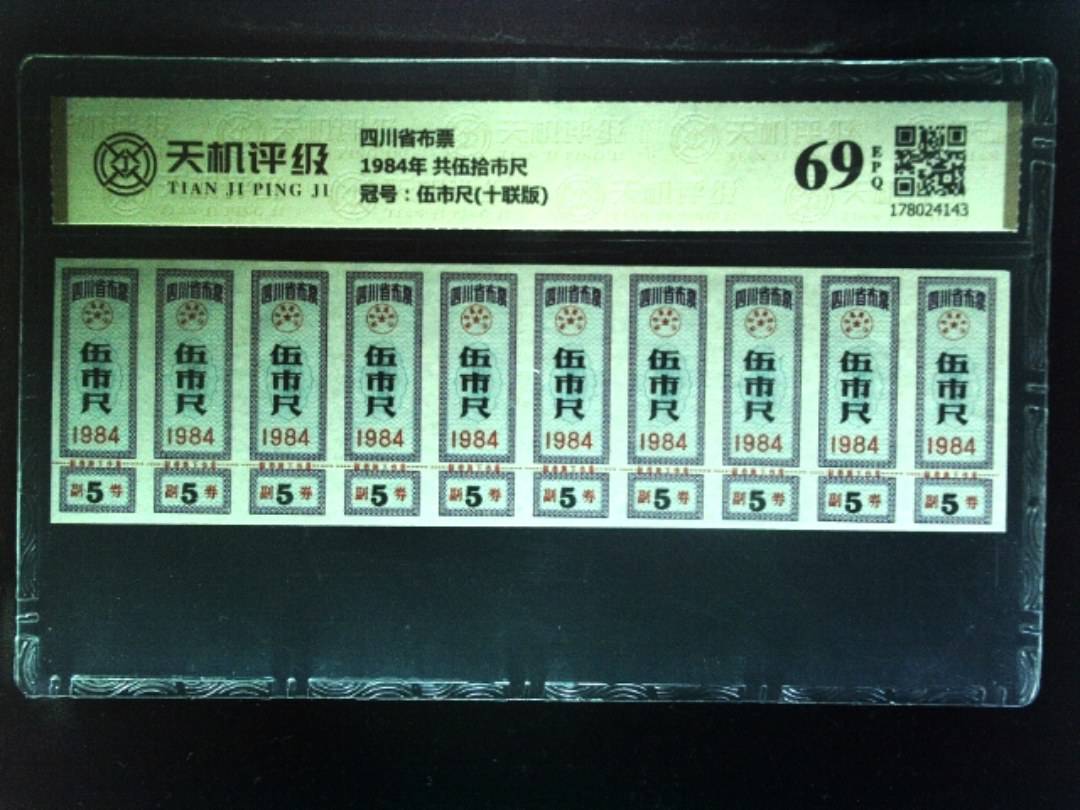 天机评级
TIAN JI PING JI
四川省布票
1984年 共伍拾市尺
冠号：伍市尺(十联版)
69
EPQ
178024143
四川省布票 四川省布票 四川省布票 四川省布票 四川省布票 四川省布票 四川省布票 四川省布票 四川省布票 四川省布票
伍市尺 伍市尺 伍市尺 伍市尺 伍市尺 伍市尺 伍市尺 伍市尺 伍市尺 伍市尺
1984 1984 1984 1984 1984 1984 1984 1984 1984 1984
副5券 副5券 副5券 副5券 副5券 副5券 副5券 副5券 副5券 副5券